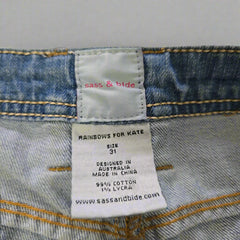 sass & bide
RAINBOWS FOR KATE
SIZE
31
DESIGNED IN
AUSTRALIA
MADE IN CHINA
99% COTTON
1% LYCRA
www.sassandbide.com